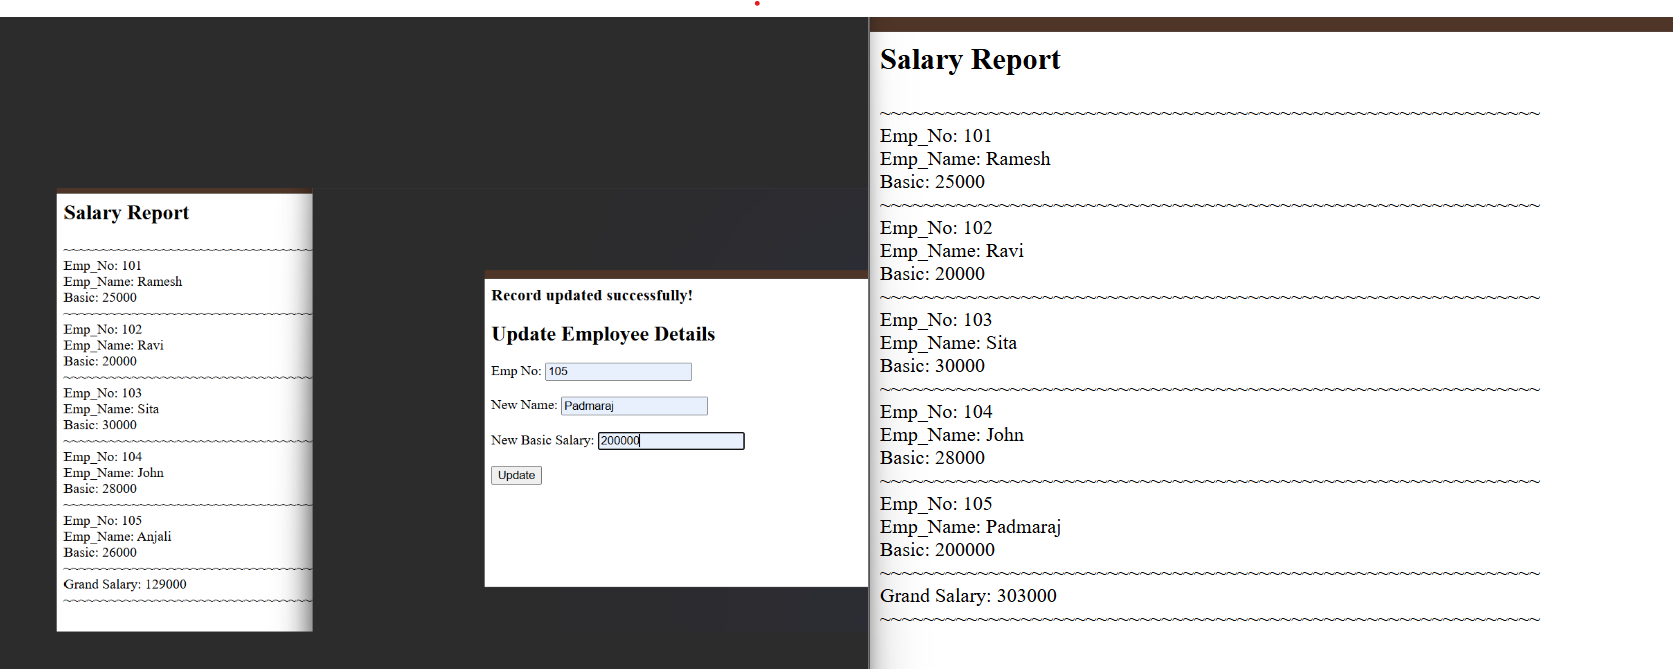 Salary Report
~~~~~~~~~~~~~~~~~~~~~~~~~~~~~~~~~~~~~~~
Emp_No: 101
Emp_Name: Ramesh
Basic: 25000
~~~~~~~~~~~~~~~~~~~~~~~~~~~~~~~~~~~~~~~
Emp_No: 102
Emp_Name: Ravi
Basic: 20000
~~~~~~~~~~~~~~~~~~~~~~~~~~~~~~~~~~~~~~~
Emp_No: 103
Emp_Name: Sita
Basic: 30000
~~~~~~~~~~~~~~~~~~~~~~~~~~~~~~~~~~~~~~~
Emp_No: 104
Emp_Name: John
Basic: 28000
~~~~~~~~~~~~~~~~~~~~~~~~~~~~~~~~~~~~~~~
Emp_No: 105
Emp_Name: Anjali
Basic: 26000
~~~~~~~~~~~~~~~~~~~~~~~~~~~~~~~~~~~~~~~
Grand Salary: 129000
~~~~~~~~~~~~~~~~~~~~~~~~~~~~~~~~~~~~~~~
Record updated successfully!
Update Employee Details
Emp No: 105
New Name: Padmaraj
New Basic Salary: 200000
Update
Salary Report
~~~~~~~~~~~~~~~~~~~~~~~~~~~~~~~~~~~~~~~~~~~~~~~~~~~~~~~~~~~~~
Emp_No: 101
Emp_Name: Ramesh
Basic: 25000
~~~~~~~~~~~~~~~~~~~~~~~~~~~~~~~~~~~~~~~~~~~~~~~~~~~~~~~~~~~~~
Emp_No: 102
Emp_Name: Ravi
Basic: 20000
~~~~~~~~~~~~~~~~~~~~~~~~~~~~~~~~~~~~~~~~~~~~~~~~~~~~~~~~~~~~~
Emp_No: 103
Emp_Name: Sita
Basic: 30000
~~~~~~~~~~~~~~~~~~~~~~~~~~~~~~~~~~~~~~~~~~~~~~~~~~~~~~~~~~~~~
Emp_No: 104
Emp_Name: John
Basic: 28000
~~~~~~~~~~~~~~~~~~~~~~~~~~~~~~~~~~~~~~~~~~~~~~~~~~~~~~~~~~~~~
Emp_No: 105
Emp_Name: Padmaraj
Basic: 200000
~~~~~~~~~~~~~~~~~~~~~~~~~~~~~~~~~~~~~~~~~~~~~~~~~~~~~~~~~~~~~
Grand Salary: 303000
~~~~~~~~~~~~~~~~~~~~~~~~~~~~~~~~~~~~~~~~~~~~~~~~~~~~~~~~~~~~~